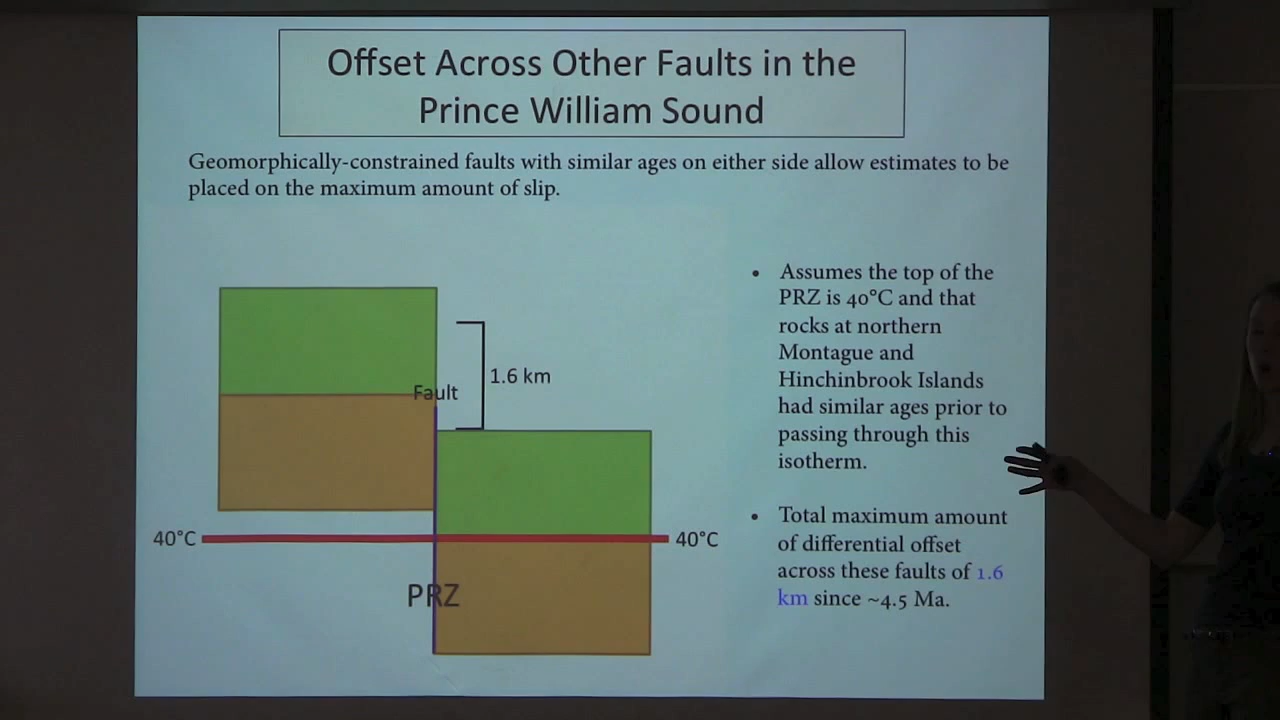 Offset Across Other Faults in the
Prince William Sound
Geomorphically-constrained faults with similar ages on either side allow estimates to be
placed on the maximum amount of slip.
• Assumes the top of the
PRZ is 40°C and that
rocks at northern
Montague and
Hinchinbrook Islands
had similar ages prior to
passing through this
isotherm.
• Total maximum amount
of differential offset
across these faults of 1.6
km since ~4.5 Ma.
1.6 km
Fault
40°C
40°C
PRZ